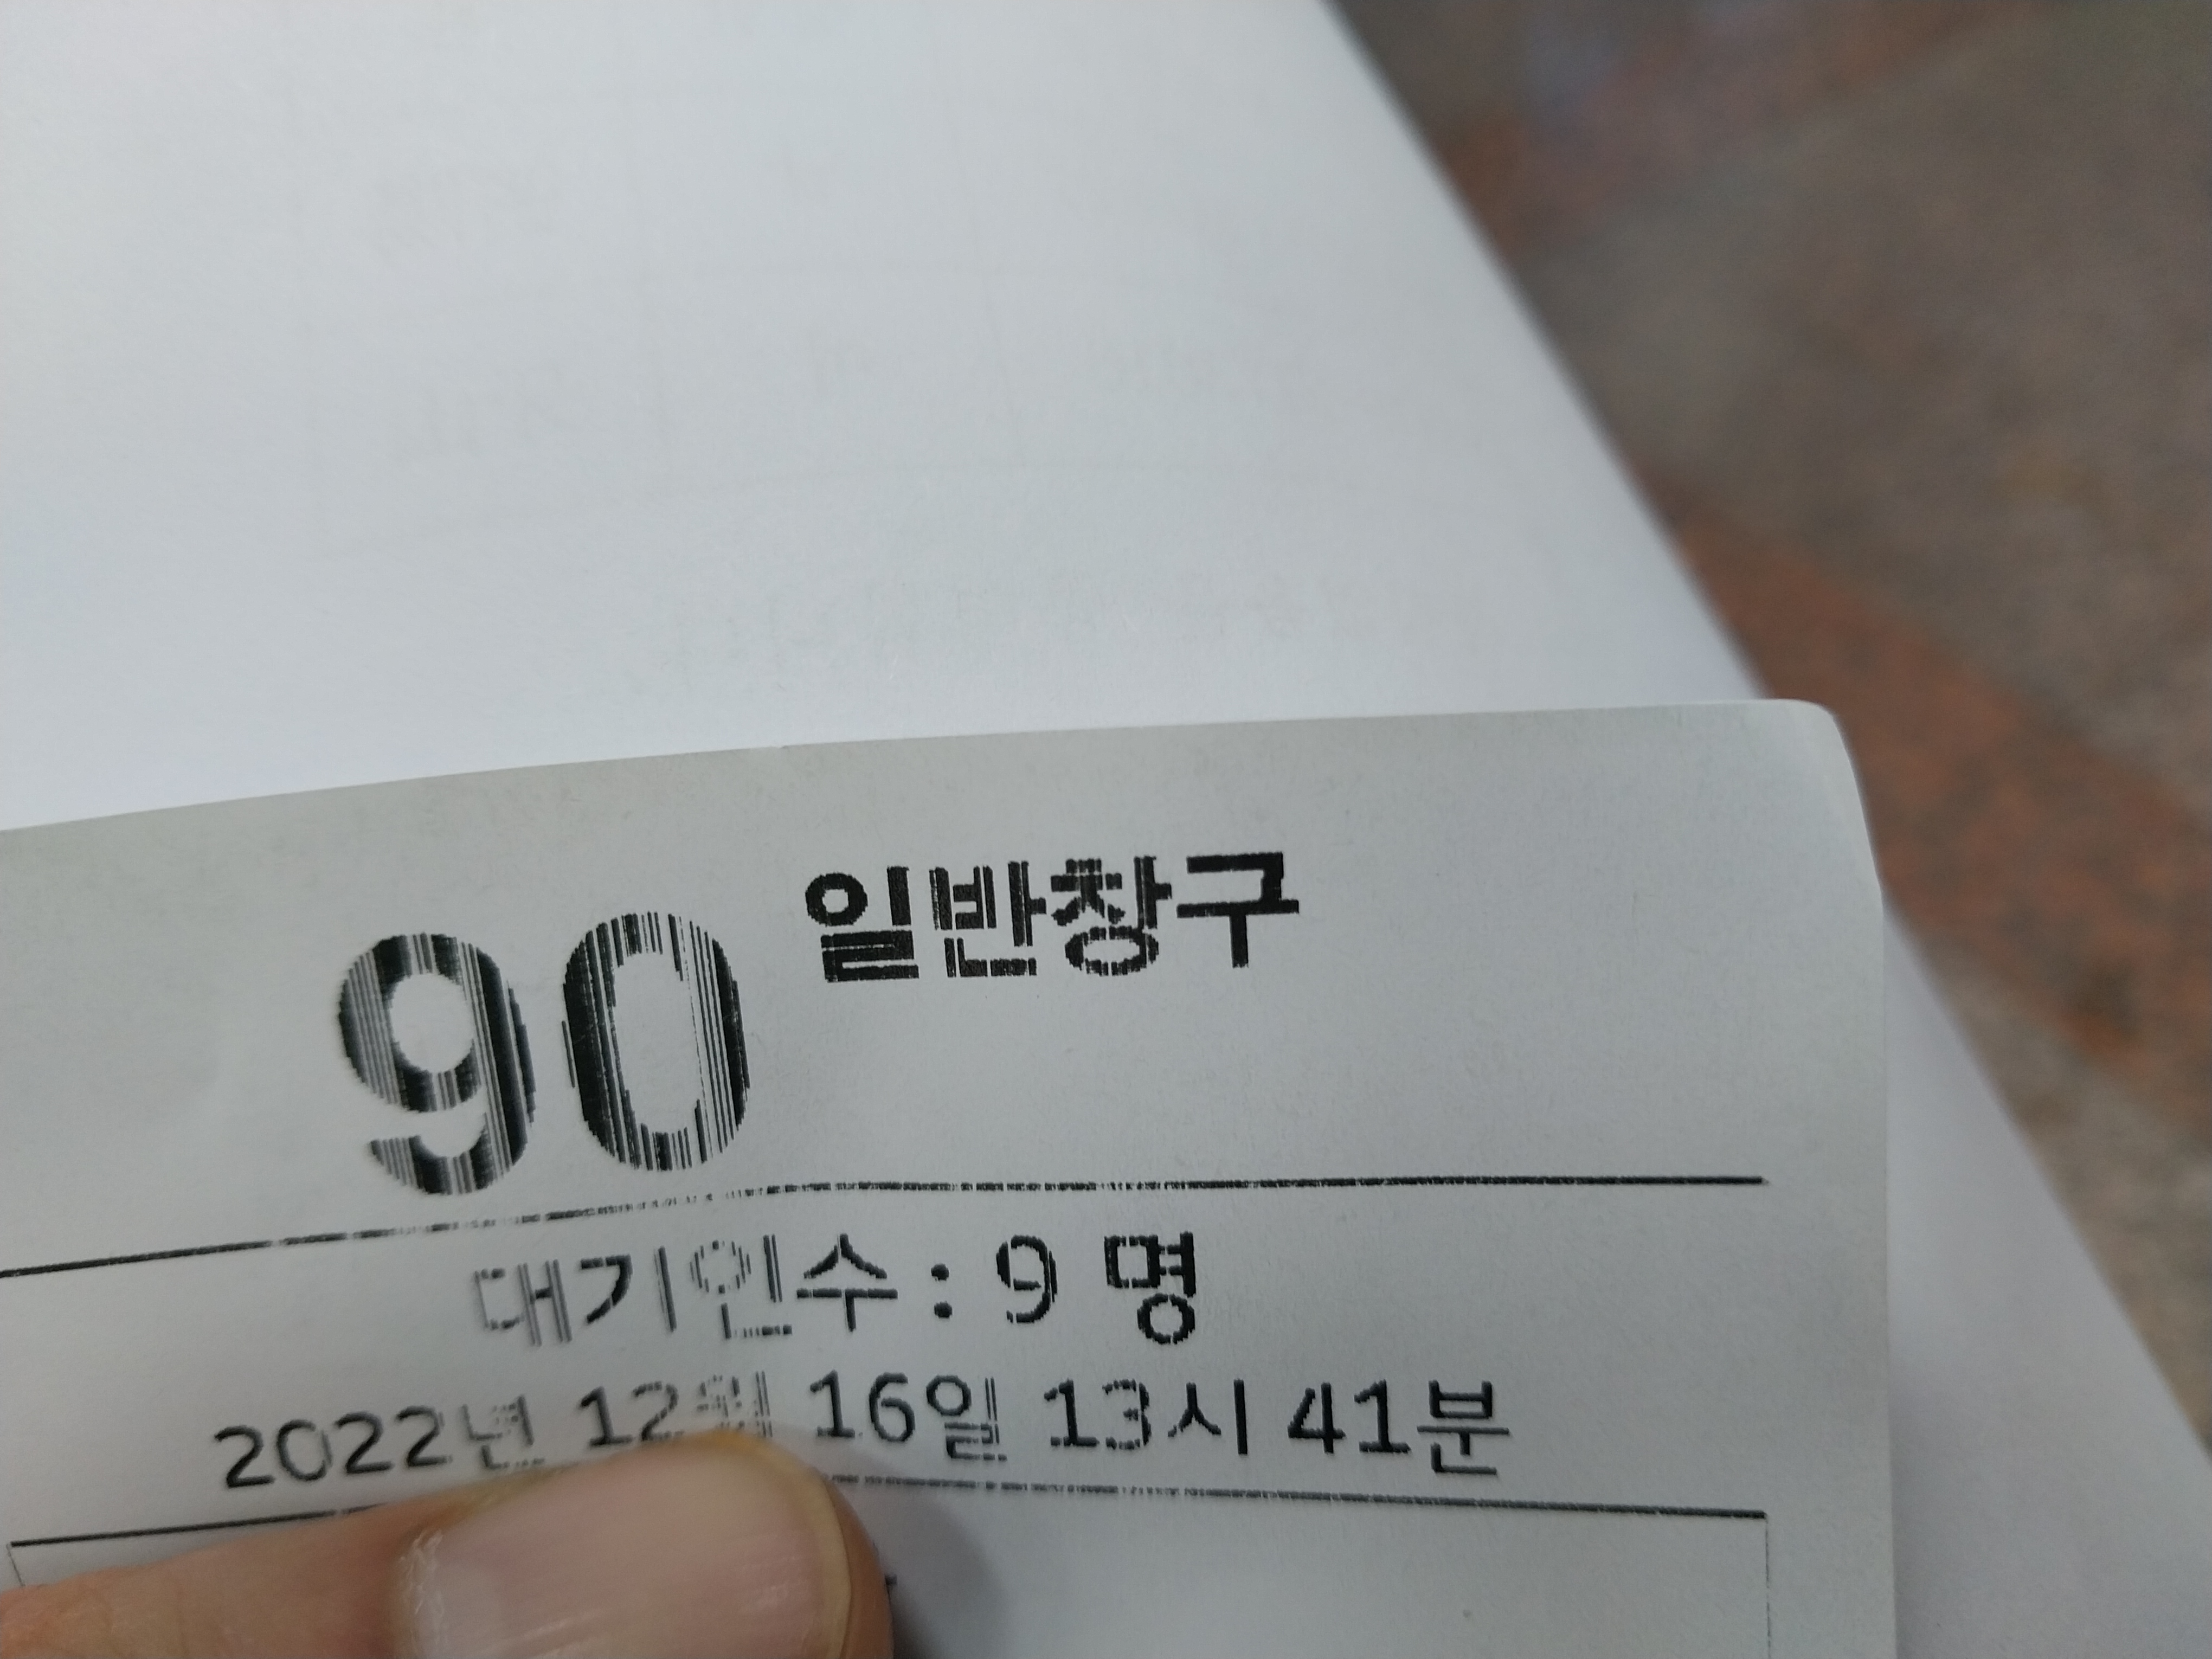 90 일반창구
대기인수 : 9 명
2022년 12월 16일 13시 41분